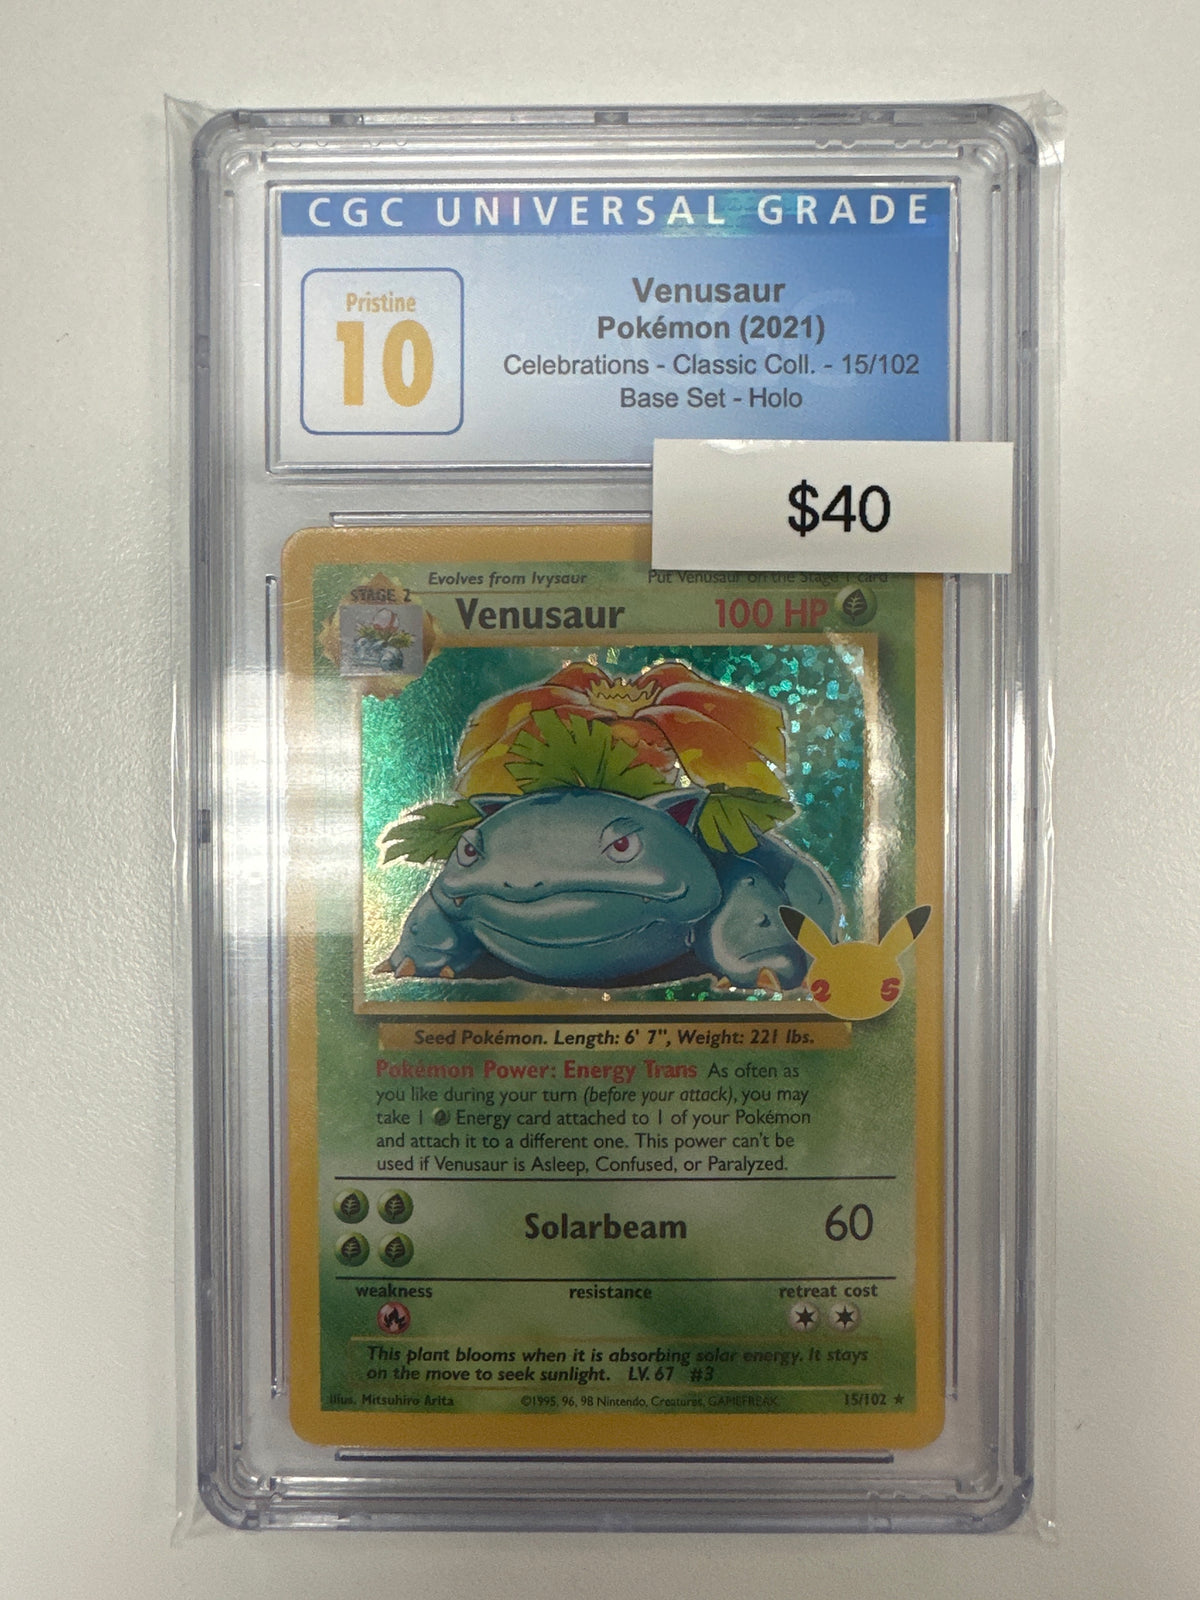 CGC UNIVERSAL GRADE
Pristine
10
Venusaur
Pokémon (2021)
Celebrations - Classic Coll. - 15/102
Base Set - Holo
$40
Evolves from Ivysaur Put Venusaur on the Stage 1 card
STAGE 2
Venusaur 100 HP
2 5
Seed Pokémon. Length: 6' 7", Weight: 221 lbs.
Pokémon Power: Energy Trans As often as
you like during your turn (before your attack), you may
take 1 Energy card attached to 1 of your Pokémon
and attach it to a different one. This power can't be
used if Venusaur is Asleep, Confused, or Paralyzed.
Solarbeam 60
weakness resistance retreat cost
This plant blooms when it is absorbing solar energy. It stays
on the move to seek sunlight. LV. 67 #3
Illus. Mitsuhiro Arita ©1995, 96, 98 Nintendo, Creatures, GAMEFREAK. 15/102 ★